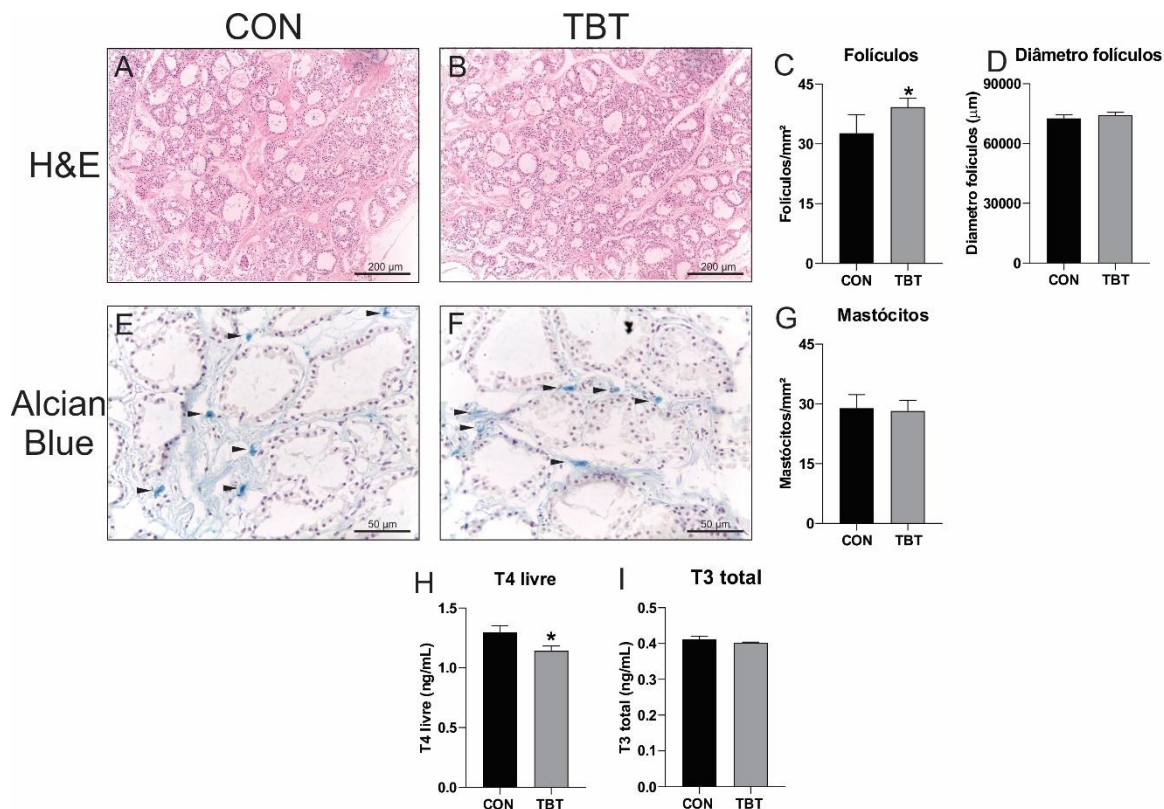 CON
TBT
H&E
A
200 µm
B
200 µm
C
Folículos
*
45
30
15
0
Folículos/mm²
CON
TBT
D
Diâmetro folículos
90000
60000
30000
0
Diametro folículos (µm)
CON
TBT
Alcian
Blue
E
50 µm
F
50 µm
G
Mastócitos
45
30
15
0
Mastócitos/mm²
CON
TBT
H
T4 livre
*
1.5
1.0
0.5
0.0
T4 livre (ng/mL)
CON
TBT
I
T3 total
0.5
0.4
0.3
0.2
0.1
0.0
T3 total (ng/mL)
CON
TBT